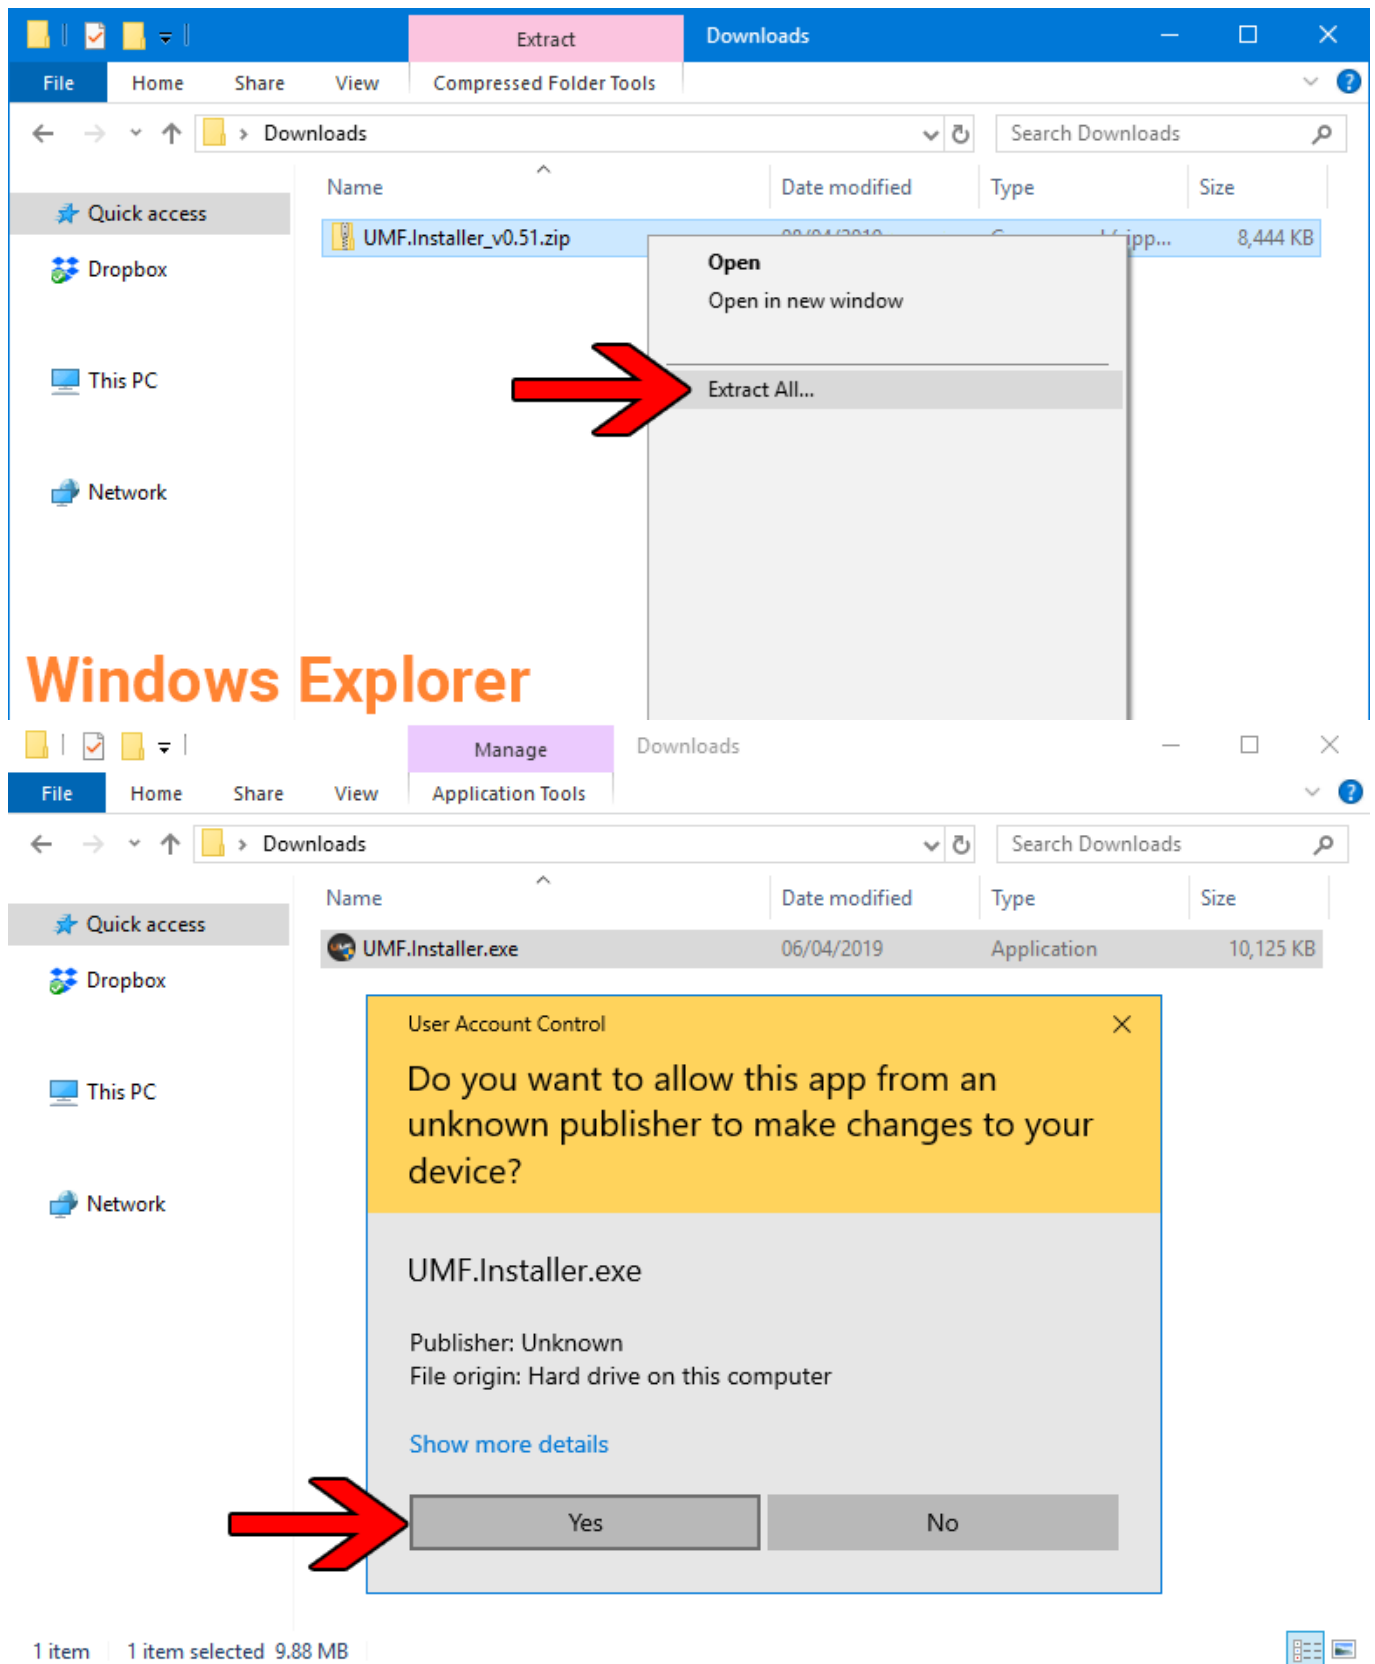 Extract
Downloads
File
Home
Share
View
Compressed Folder Tools
Downloads
Search Downloads
Name
Date modified
Type
Size
Quick access
UMF.Installer_v0.51.zip
8,444 KB
Open
Dropbox
Open in new window
This PC
Extract All...
Network
Windows Explorer
Manage
Downloads
File
Home
Share
View
Application Tools
Downloads
Search Downloads
Name
Date modified
Type
Size
Quick access
UMF.Installer.exe
06/04/2019
Application
10,125 KB
Dropbox
User Account Control
Do you want to allow this app from an
unknown publisher to make changes to your
device?
This PC
Network
UMF.Installer.exe
Publisher: Unknown
File origin: Hard drive on this computer
Show more details
Yes
No
1 item
1 item selected 9.88 MB